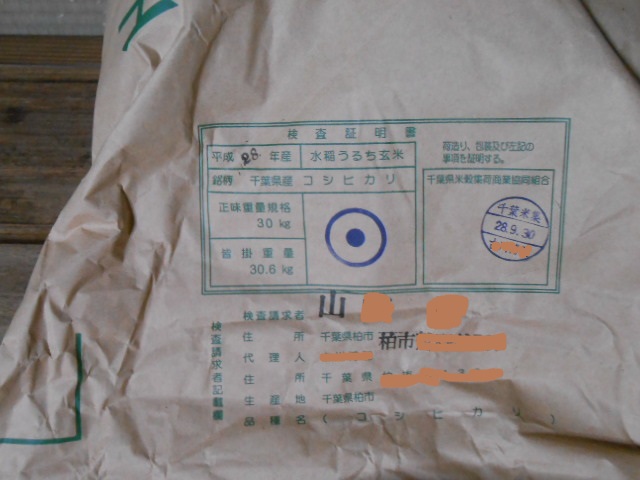 検査証明書
平成 28. 年産 水稲うるち玄米
銘柄 千葉県産 コシヒカリ
正味重量規格
30 kg
皆掛重量
30.6 kg
荷造り、包装及び左記の
事項を証明する。
千葉県米穀集荷商業協同組合
千葉米集
28.9.30
検査請求者記載欄
検査請求者 山
住所 千葉県柏市 柏市
代理人
住所 千葉県
生産地 千葉県柏市
品種名 ( コシヒカリ )